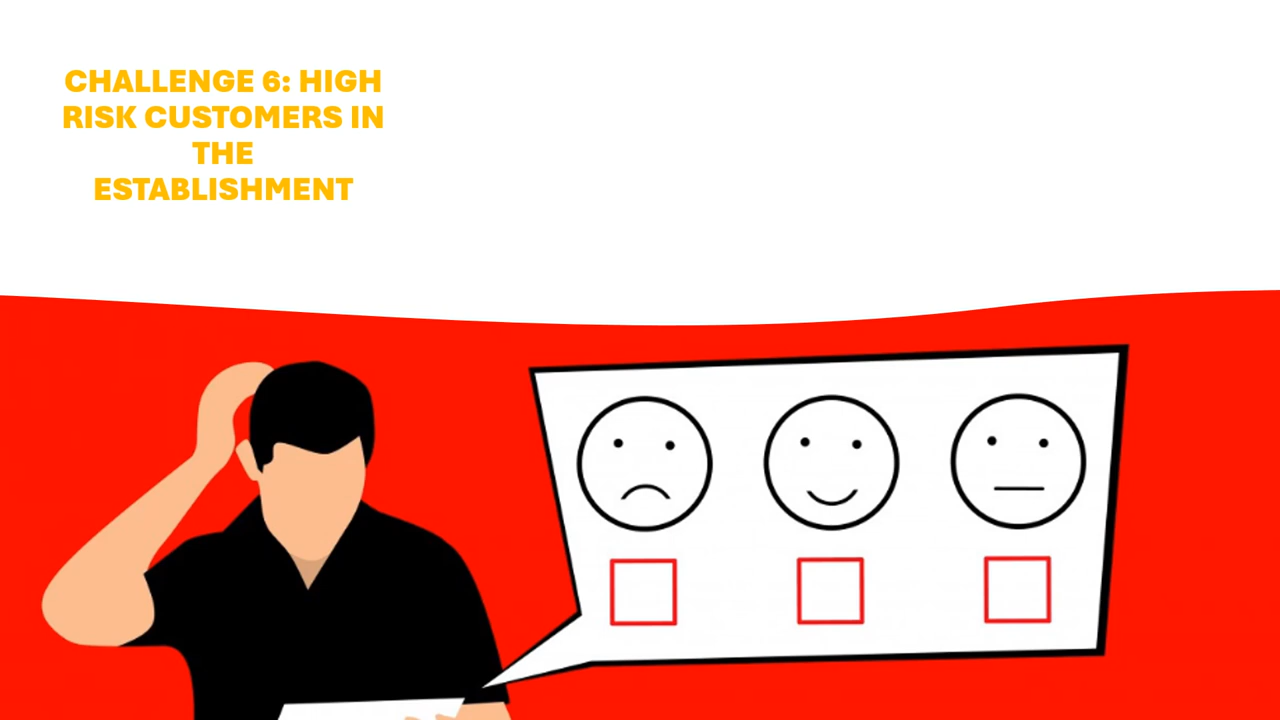 CHALLENGE 6: HIGH
RISK CUSTOMERS IN
THE
ESTABLISHMENT